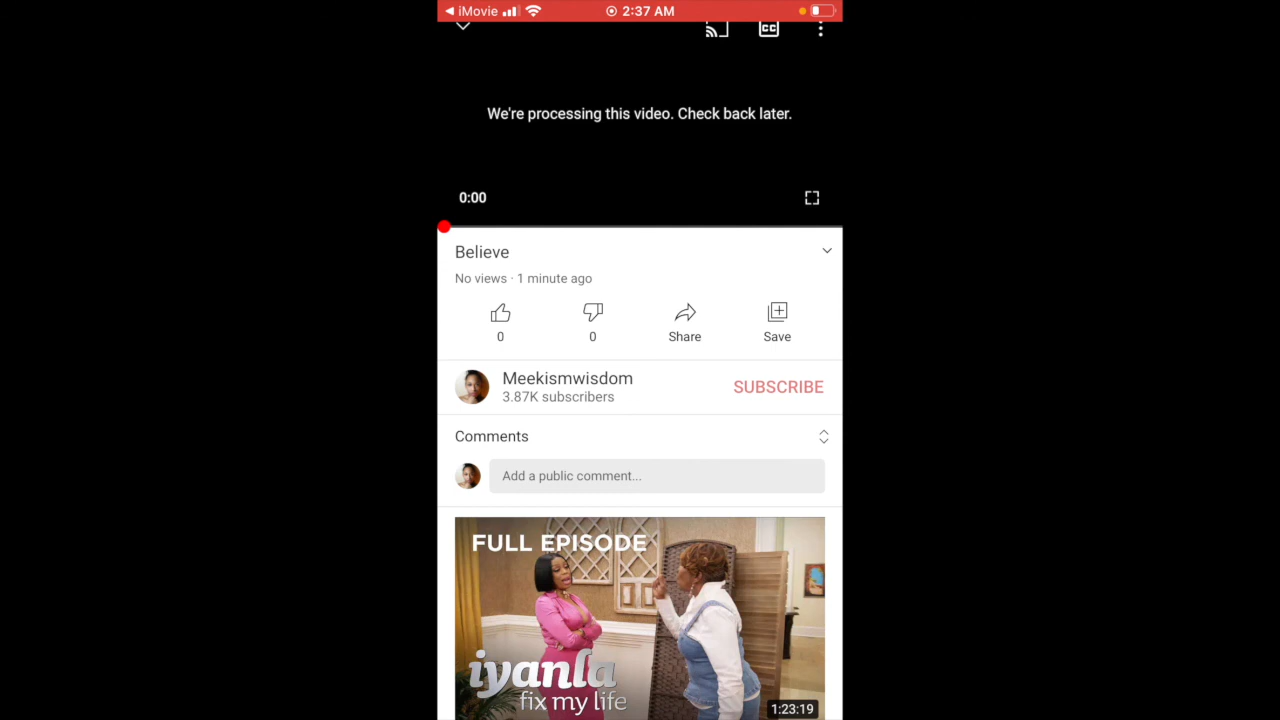 iMovie
2:37 AM
CC
We're processing this video. Check back later.
0:00
Believe
No views · 1 minute ago
0
0
Share
Save
Meekismwisdom
3.87K subscribers
SUBSCRIBE
Comments
Add a public comment...
FULL EPISODE
iyanla
fix my life
1:23:19